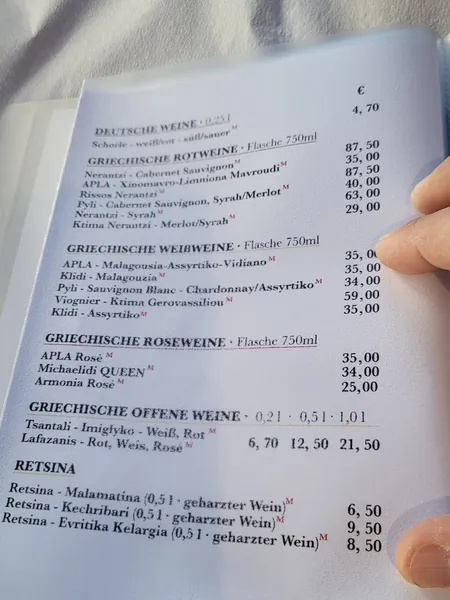 €
DEUTSCHE WEINE · 0,25 l
Schorle - weiß/rot - süß/sauer M 4,70
GRIECHISCHE ROTWEINE · Flasche 750ml
Nerantzi - Cabernet Sauvignon M 87,50
APLA - Xinomavro-Limniona Mavroudi M 35,00
Rissos Nerantzi - 87,50
Pyli - Cabernet Sauvignon, Syrah/Merlot M 40,00
Nerantzi - Syrah M 63,00
Ktima Nerantzi - Merlot/Syrah M 29,00
GRIECHISCHE WEIßWEINE · Flasche 750ml
APLA - Malagousia-Assyrtiko-Vidiano M 35,0
Klidi - Malagouzia M 35,00
Pyli - Sauvignon Blanc - Chardonnay/Assyrtiko M 34,00
Viognier - Ktima Gerovassiliou M 59,00
Klidi - Assyrtiko M 35,00
GRIECHISCHE ROSEWEINE · Flasche 750ml
APLA Rosé M 35,00
Michaelidi QUEEN M 34,00
Armonia Rosé M 25,00
GRIECHISCHE OFFENE WEINE · 0,2 l · 0,5 l · 1,0 l
Tsantali - Imiglyko - Weiß, Rot M
Lafazanis - Rot, Weis, Rosé M 6,70 12,50 21,50
RETSINA
Retsina - Malamatina (0,5 l · geharzter Wein) M 6,50
Retsina - Kechribari (0,5 l · geharzter Wein) M 9,50
Retsina - Evritika Kelargia (0,5 l · geharzter Wein) M 8,50